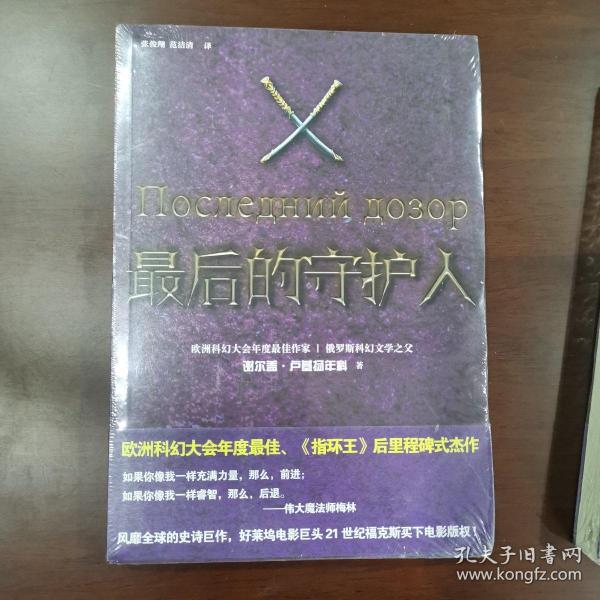 张俊翔 范洁清 译
Последний дозор
最后的守护人
欧洲科幻大会年度最佳作家 | 俄罗斯科幻文学之父
谢尔盖·卢基扬年科 著
欧洲科幻大会年度最佳、《指环王》后里程碑式杰作
如果你像我一样充满力量，那么，前进；
如果你像我一样睿智，那么，后退。
——伟大魔法师梅林
风靡全球的史诗巨作，好莱坞电影巨头21世纪福克斯买下电影版权！
孔夫子旧书网
www.kongfz.com